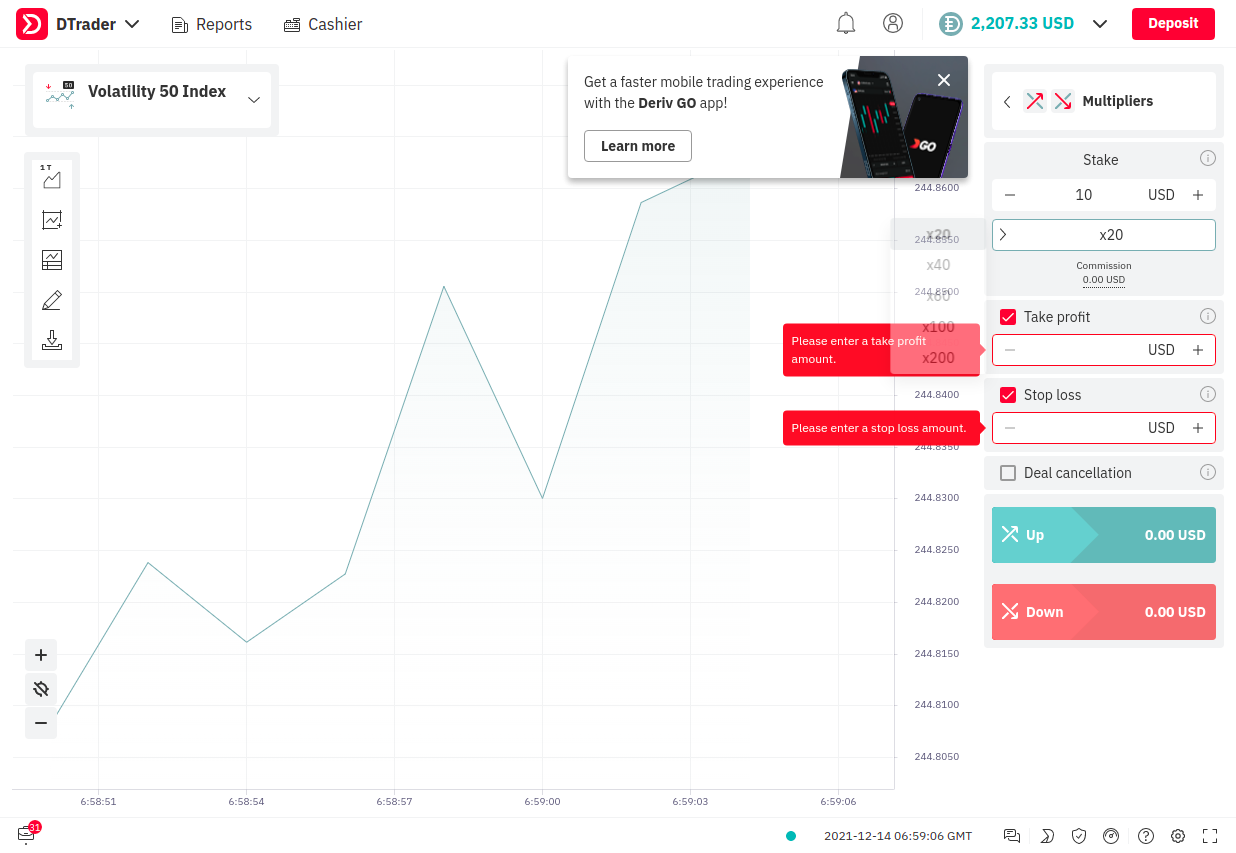 DTrader
Reports
Cashier
2,207.33 USD
Deposit
50
Volatility 50 Index
Get a faster mobile trading experience
with the Deriv GO app!
Learn more
GO
1 T
Multipliers
Stake
10
USD
x20
Commission
0.00 USD
x20
x40
x60
x100
x200
Take profit
USD
Please enter a take profit
amount.
Stop loss
USD
Please enter a stop loss amount.
Deal cancellation
Up
0.00 USD
Down
0.00 USD
244.8600
244.8550
244.8500
244.8400
244.8350
244.8300
244.8250
244.8200
244.8150
244.8100
244.8050
6:58:51
6:58:54
6:58:57
6:59:00
6:59:03
6:59:06
31
2021-12-14 06:59:06 GMT